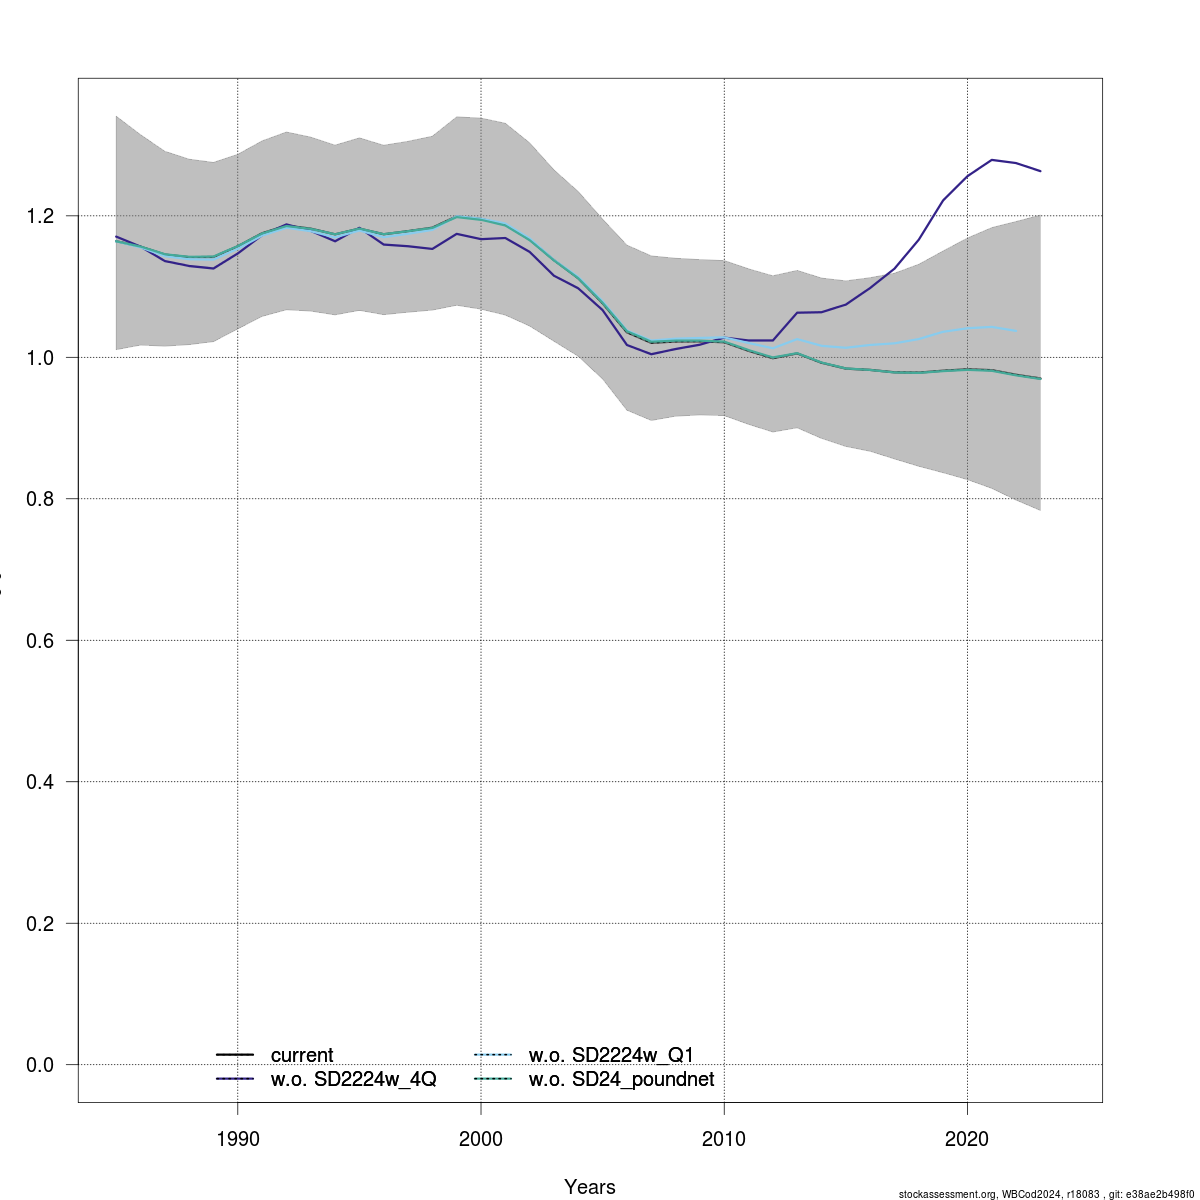 1.2
1.0
0.8
0.6
0.4
0.2
0.0
current
w.o. SD2224w_4Q
w.o. SD2224w_Q1
w.o. SD24_poundnet
1990 2000 2010 2020
Years
stockassessment.org, WBCod2024, r18083 , git: e38ae2b496f0